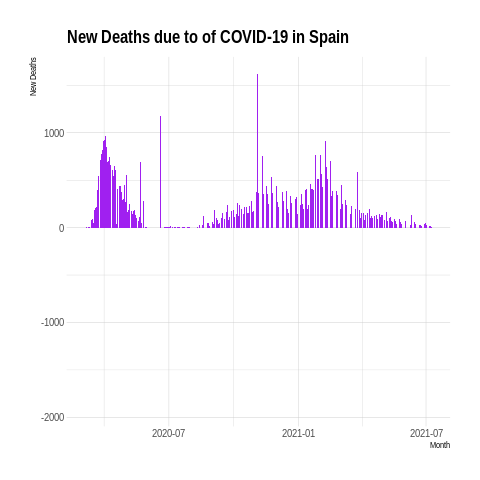 New Deaths due to of COVID-19 in Spain
New Deaths
1000
0
-1000
-2000
2020-07
2021-01
2021-07
Month